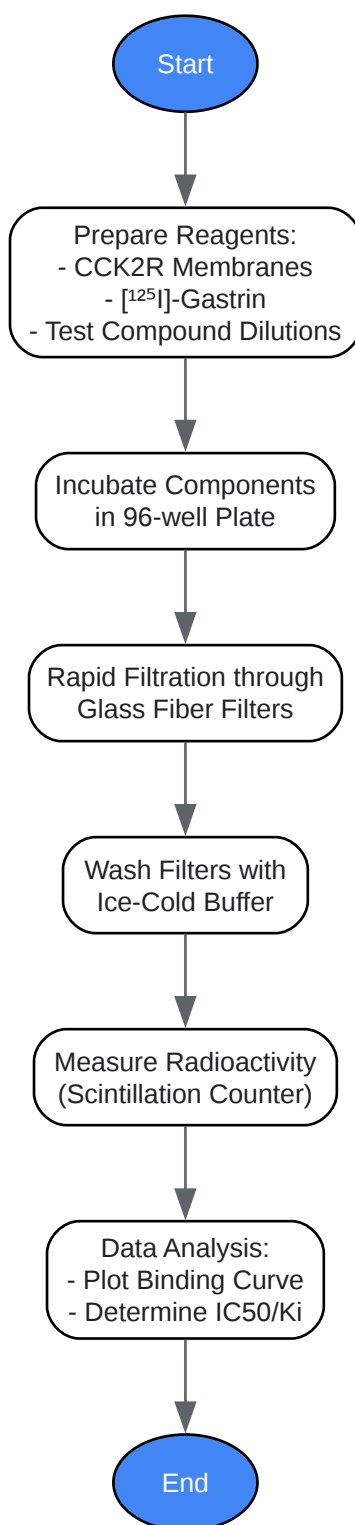 Start
Prepare Reagents:
- CCK2R Membranes
- [¹²⁵I]-Gastrin
- Test Compound Dilutions
Incubate Components
in 96-well Plate
Rapid Filtration through
Glass Fiber Filters
Wash Filters with
Ice-Cold Buffer
Measure Radioactivity
(Scintillation Counter)
Data Analysis:
- Plot Binding Curve
- Determine IC50/Ki
End